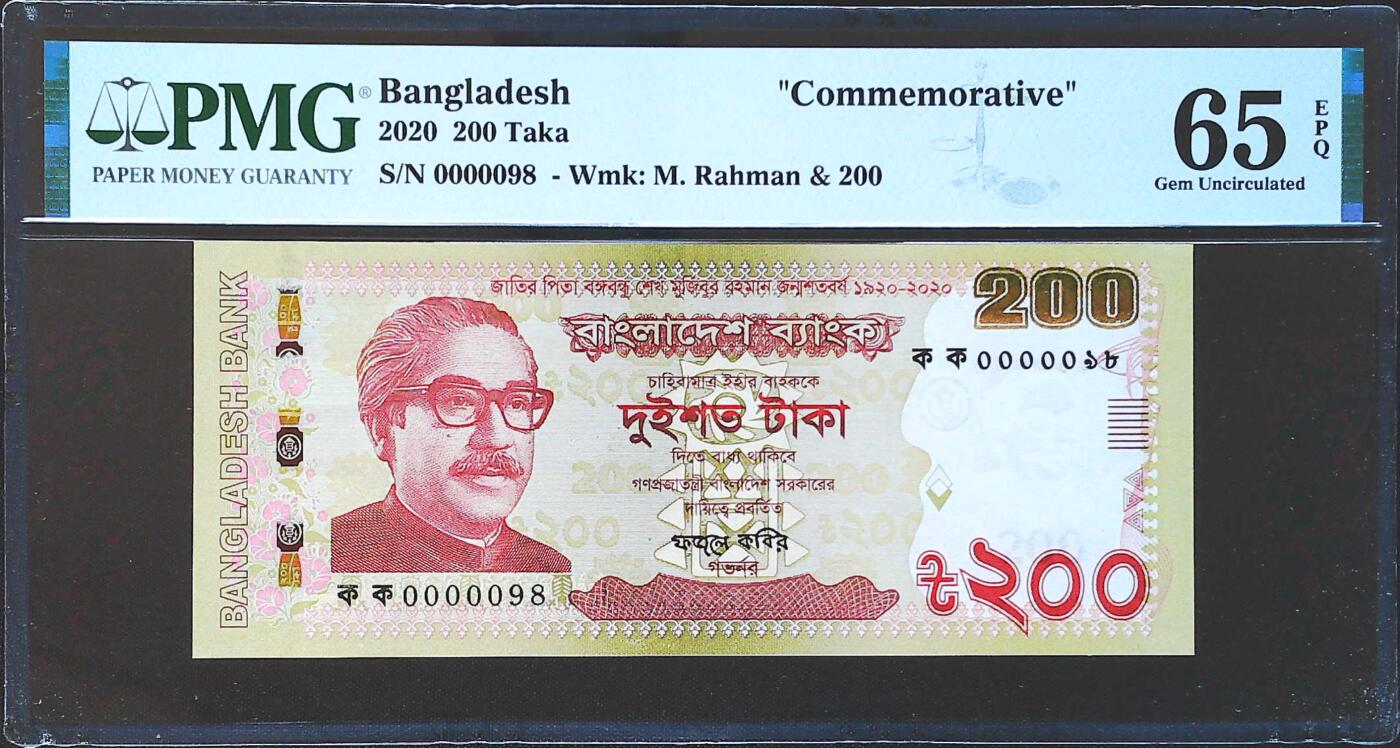 PMG®
PAPER MONEY GUARANTY
Bangladesh
"Commemorative"
2020 200 Taka
S/N 0000098 - Wmk: M. Rahman & 200
65
EPQ
Gem Uncirculated
BANGLADESH BANK
জাতির পিতা বঙ্গবন্ধু শেখ মুজিবুর রহমান জন্মশতবর্ষ ১৯২০-২০২০
200
বাংলাদেশ ব্যাংক
ক ক ০০০০০৯৮
চাহিবামাত্র ইহার বাহককে
দুইশত টাকা
দিতে বাধ্য থাকিবে
গণপ্রজাতন্ত্রী বাংলাদেশ সরকারের
দায়িত্বে প্রবর্তিত
ফজলে কবির
গভর্নর
ক ক 0000098
৳২০০